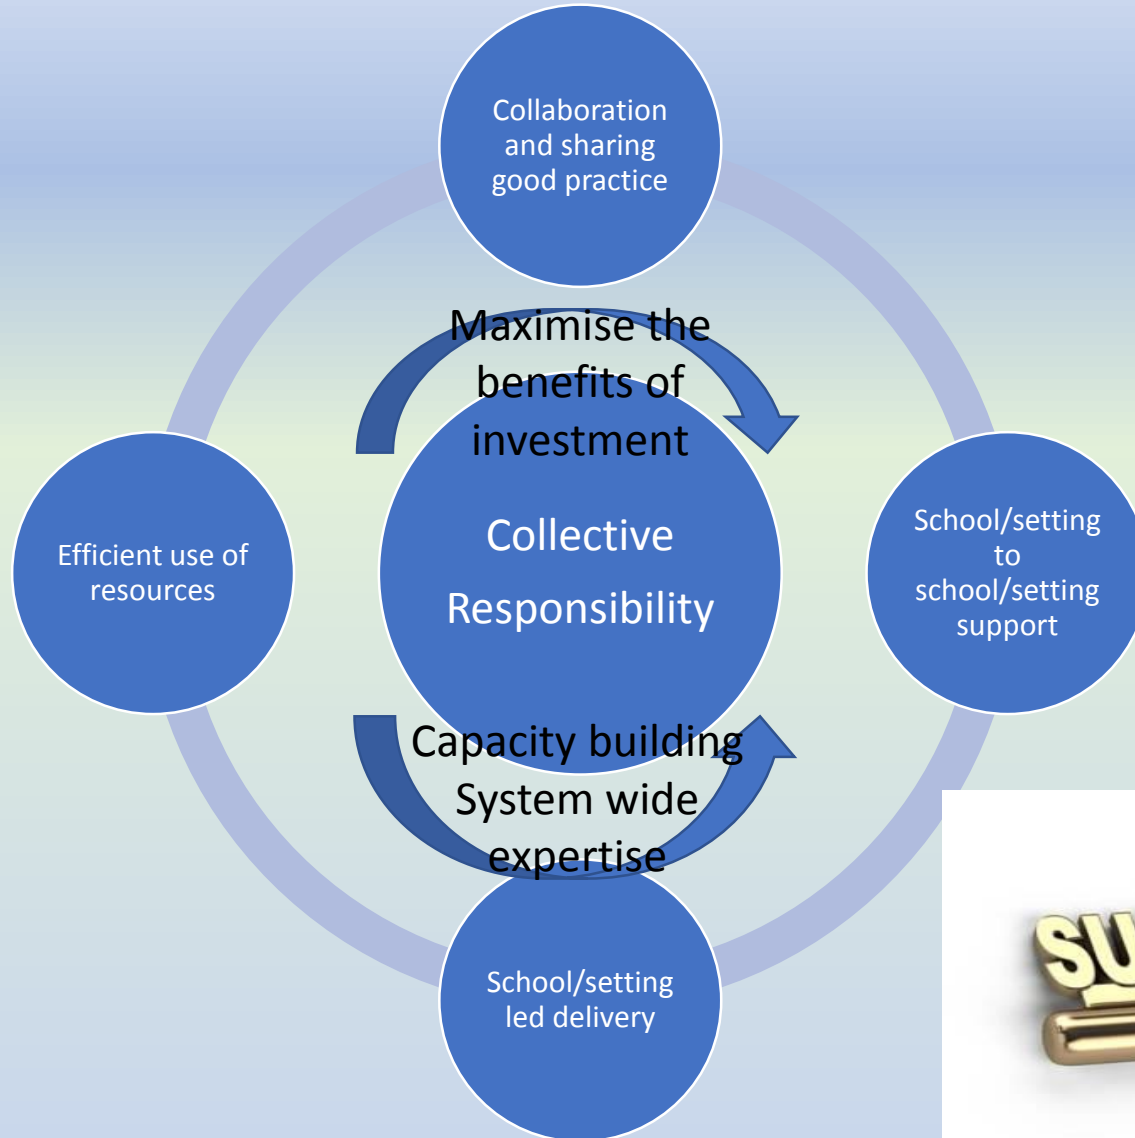 Collaboration
and sharing
good practice
Maximise the
benefits of
investment
Collective
Responsibility
Efficient use of
resources
School/setting
to
school/setting
support
Capacity building
System wide
expertise
School/setting
led delivery